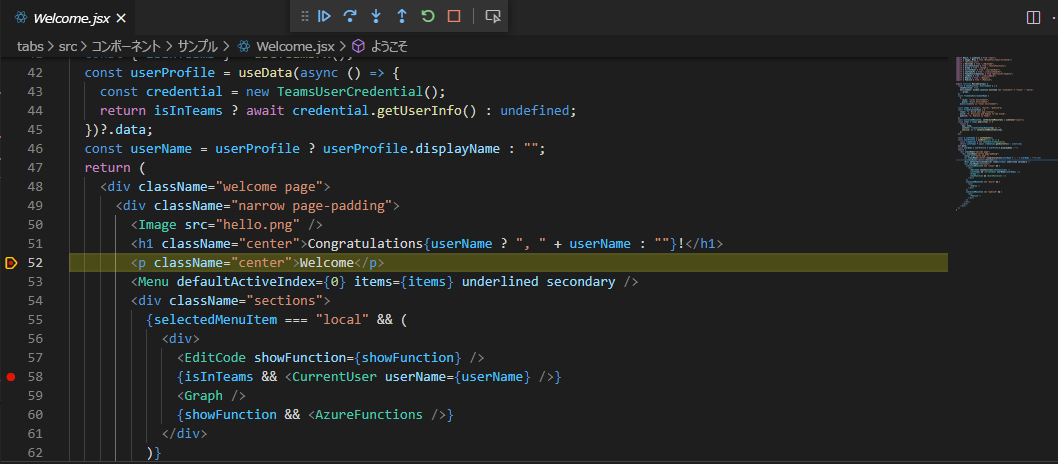 Welcome.jsx
tabs > src > コンポーネント > サンプル > Welcome.jsx > ようこそ
42 const userProfile = useData(async () => {
43 const credential = new TeamsUserCredential();
44 return isInTeams ? await credential.getUserInfo() : undefined;
45 })?.data;
46 const userName = userProfile ? userProfile.displayName : "";
47 return (
48 <div className="welcome page">
49 <div className="narrow page-padding">
50 <Image src="hello.png" />
51 <h1 className="center">Congratulations{userName ? ", " + userName : ""}!</h1>
52 <p className="center">Welcome</p>
53 <Menu defaultActiveIndex={0} items={items} underlined secondary />
54 <div className="sections">
55 {selectedMenuItem === "local" && (
56 <div>
57 <EditCode showFunction={showFunction} />
58 {isInTeams && <CurrentUser userName={userName} />}
59 <Graph />
60 {showFunction && <AzureFunctions />}
61 </div>
62 )}